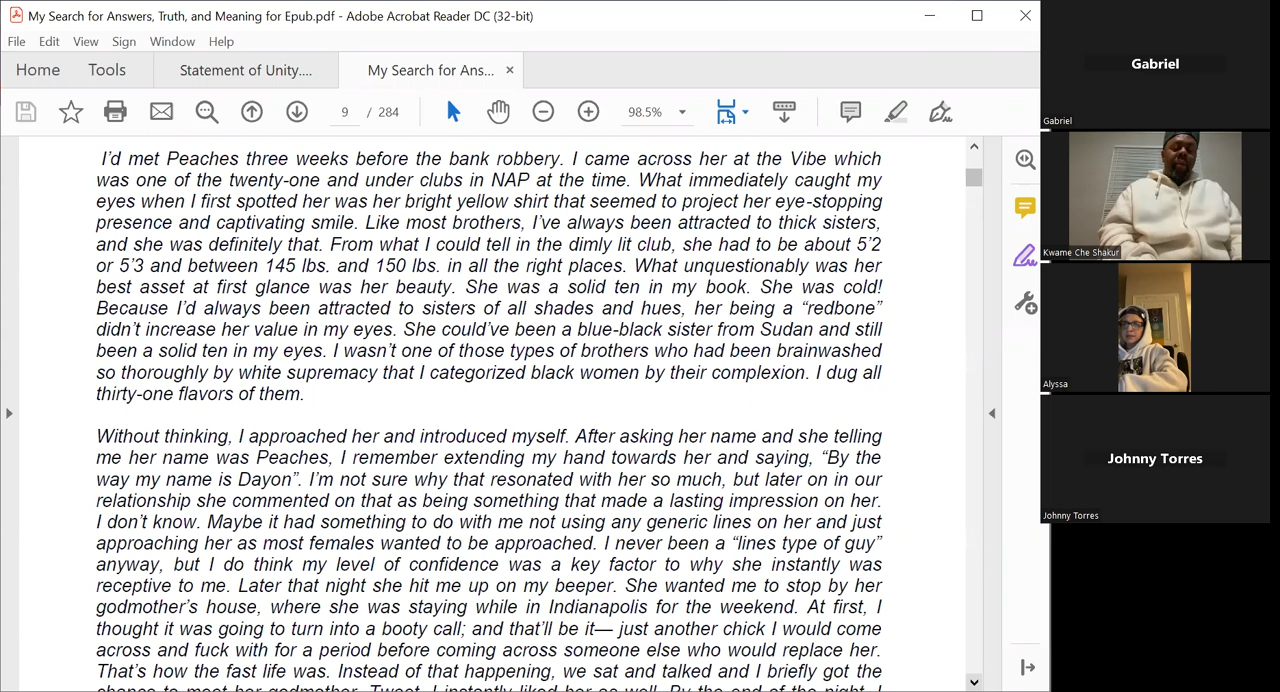 My Search for Answers, Truth, and Meaning for Epub.pdf - Adobe Acrobat Reader DC (32-bit)
File Edit View Sign Window Help
Home Tools Statement of Unity.... My Search for Ans... ×
9 / 284 98.5%
I'd met Peaches three weeks before the bank robbery. I came across her at the Vibe which
was one of the twenty-one and under clubs in NAP at the time. What immediately caught my
eyes when I first spotted her was her bright yellow shirt that seemed to project her eye-stopping
presence and captivating smile. Like most brothers, I've always been attracted to thick sisters,
and she was definitely that. From what I could tell in the dimly lit club, she had to be about 5'2
or 5'3 and between 145 lbs. and 150 lbs. in all the right places. What unquestionably was her
best asset at first glance was her beauty. She was a solid ten in my book. She was cold!
Because I'd always been attracted to sisters of all shades and hues, her being a “redbone”
didn't increase her value in my eyes. She could've been a blue-black sister from Sudan and still
been a solid ten in my eyes. I wasn't one of those types of brothers who had been brainwashed
so thoroughly by white supremacy that I categorized black women by their complexion. I dug all
thirty-one flavors of them.
Without thinking, I approached her and introduced myself. After asking her name and she telling
me her name was Peaches, I remember extending my hand towards her and saying, “By the
way my name is Dayon”. I'm not sure why that resonated with her so much, but later on in our
relationship she commented on that as being something that made a lasting impression on her.
I don't know. Maybe it had something to do with me not using any generic lines on her and just
approaching her as most females wanted to be approached. I never been a “lines type of guy”
anyway, but I do think my level of confidence was a key factor to why she instantly was
receptive to me. Later that night she hit me up on my beeper. She wanted me to stop by her
godmother's house, where she was staying while in Indianapolis for the weekend. At first, I
thought it was going to turn into a booty call; and that'll be it— just another chick I would come
across and fuck with for a period before coming across someone else who would replace her.
That's how the fast life was. Instead of that happening, we sat and talked and I briefly got the
chance to meet her godmother, Tweet. I instantly liked her as well. By the end of the night, I
Gabriel
Gabriel
Kwame Che Shakur
Alyssa
Johnny Torres
Johnny Torres